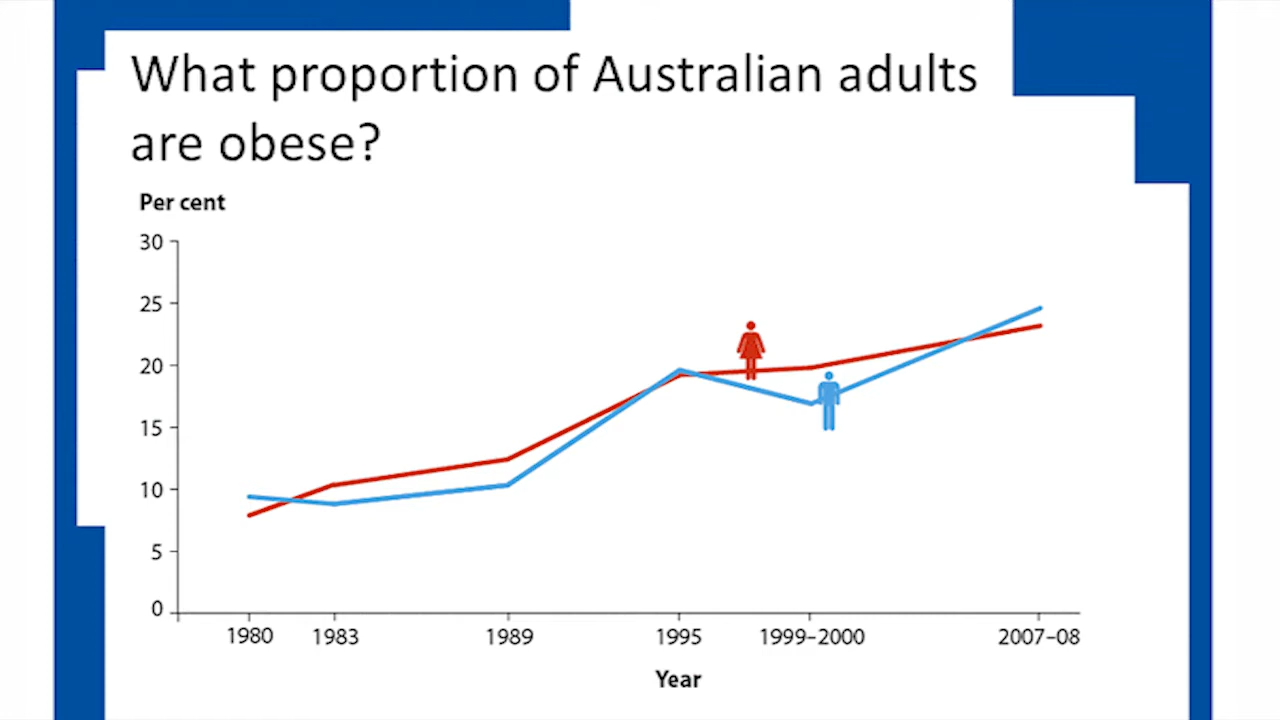 What proportion of Australian adults
are obese?
Per cent
30
25
20
15
10
5
0
1980 1983 1989 1995 1999–2000 2007–08
Year